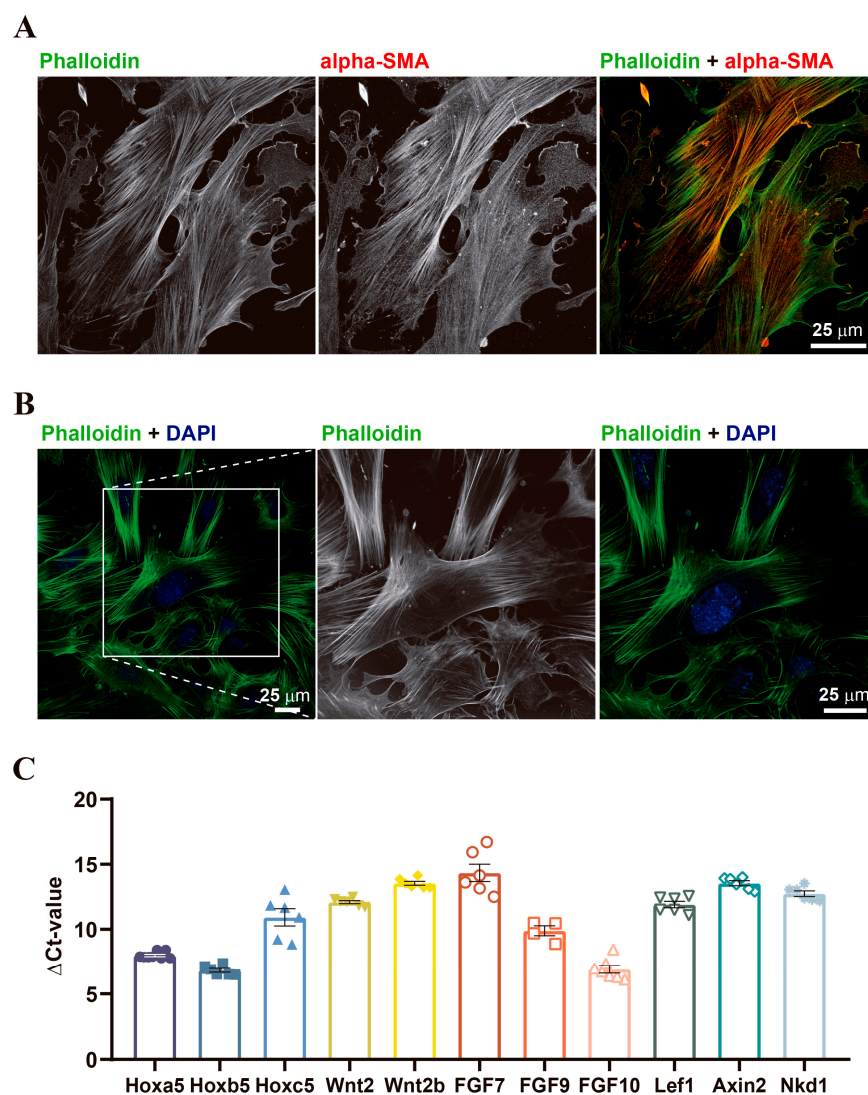 A
Phalloidin
alpha-SMA
Phalloidin + alpha-SMA
25 μm
B
Phalloidin + DAPI
Phalloidin
Phalloidin + DAPI
25 μm
25 μm
C
ΔCt-value
20
15
10
5
0
Hoxa5 Hoxb5 Hoxc5 Wnt2 Wnt2b FGF7 FGF9 FGF10 Lef1 Axin2 Nkd1